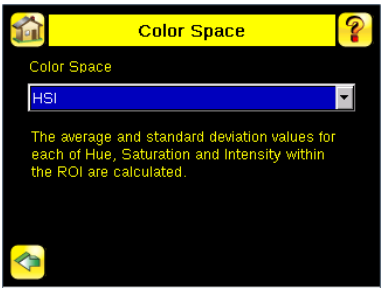 Color Space
Color Space
HSI
The average and standard deviation values for
each of Hue, Saturation and Intensity within
the ROI are calculated.